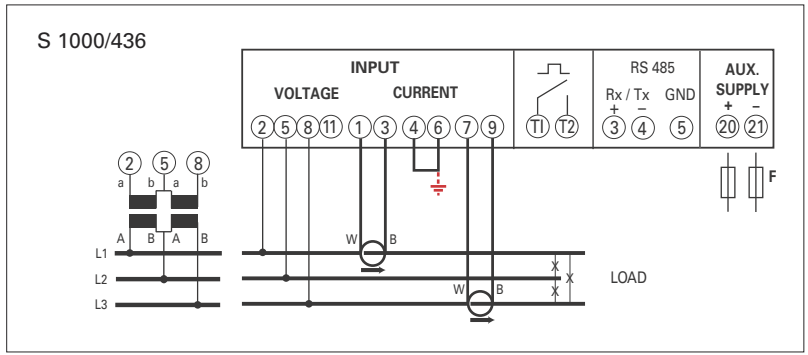 S 1000/436
INPUT
VOLTAGE CURRENT
2 5 8 11 1 3 4 6 7 9
T1 T2
RS 485
Rx / Tx GND
+ –
3 4 5
AUX.
SUPPLY
+ –
20 21
F
2 5 8
a b a b
A B A B
L1
L2
L3
W B
W B
X
X
X
LOAD